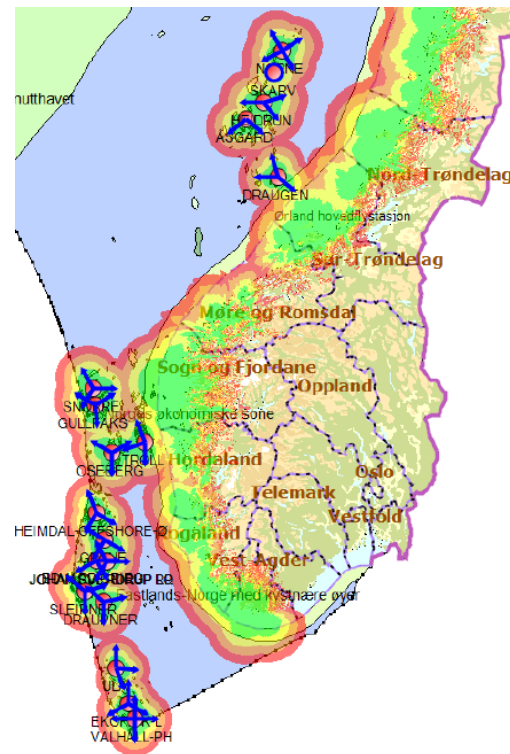 NORNE
nutthavet
SKARV
HEIDRUN
ÅSGARD
Nord-Trøndelag
DRAUGEN
Ørland hovedflystasjon
Sør-Trøndelag
Møre og Romsdal
Sogn og Fjordane
Oppland
SNORRE
økonomiske sone
GULLFAKS
TROLL
Hordaland
OSEBERG
Oslo
Telemark
Vestfold
HEIMDAL-OFFSHORE-Ø
Rogaland
Vest-Agder
Fastlands-Norge med kystnære øyer
SLEIPNER
DRAUPNER
ULA
VALHALL-PH